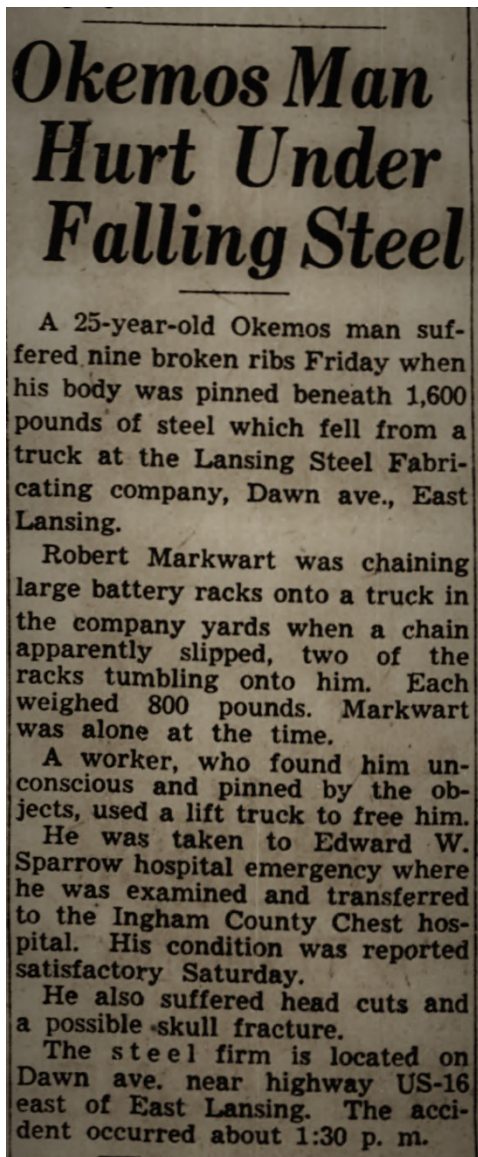 Okemos Man
Hurt Under
Falling Steel
A 25-year-old Okemos man suf-
fered nine broken ribs Friday when
his body was pinned beneath 1,600
pounds of steel which fell from a
truck at the Lansing Steel Fabri-
cating company, Dawn ave., East
Lansing.
Robert Markwart was chaining
large battery racks onto a truck in
the company yards when a chain
apparently slipped, two of the
racks tumbling onto him. Each
weighed 800 pounds. Markwart
was alone at the time.
A worker, who found him un-
conscious and pinned by the ob-
jects, used a lift truck to free him.
He was taken to Edward W.
Sparrow hospital emergency where
he was examined and transferred
to the Ingham County Chest hos-
pital. His condition was reported
satisfactory Saturday.
He also suffered head cuts and
a possible skull fracture.
The steel firm is located on
Dawn ave. near highway US-16
east of East Lansing. The acci-
dent occurred about 1:30 p. m.